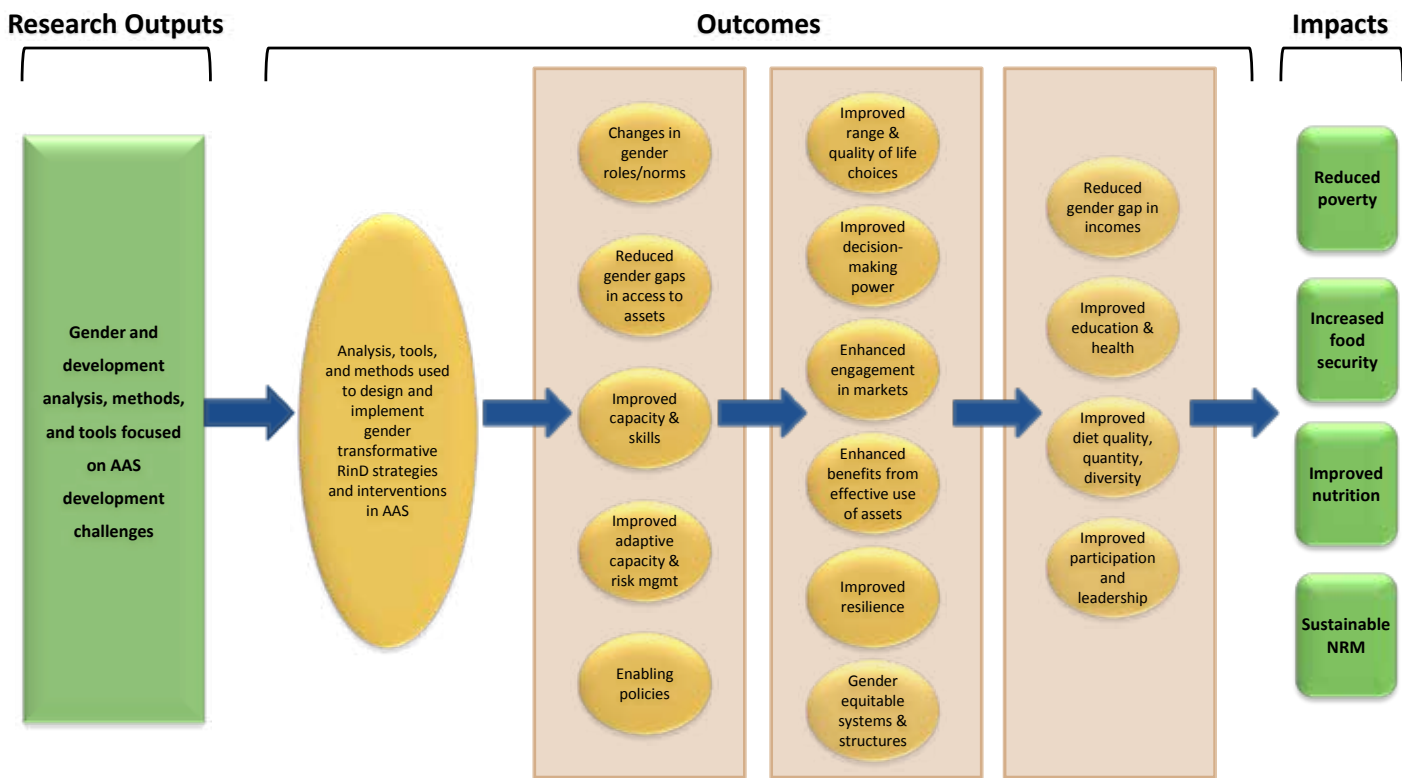 Research Outputs
Outcomes
Impacts
Gender and
development
analysis, methods,
and tools focused
on AAS
development
challenges
Analysis, tools,
and methods used
to design and
implement
gender
transformative
RinD strategies
and interventions
in AAS
Changes in
gender
roles/norms
Reduced
gender gaps
in access to
assets
Improved
capacity &
skills
Improved
adaptive
capacity &
risk mgmt
Enabling
policies
Improved
range &
quality of life
choices
Improved
decision-
making
power
Enhanced
engagement
in markets
Enhanced
benefits from
effective use
of assets
Improved
resilience
Gender
equitable
systems &
structures
Reduced
gender gap in
incomes
Improved
education &
health
Improved
diet quality,
quantity,
diversity
Improved
participation
and
leadership
Reduced
poverty
Increased
food
security
Improved
nutrition
Sustainable
NRM